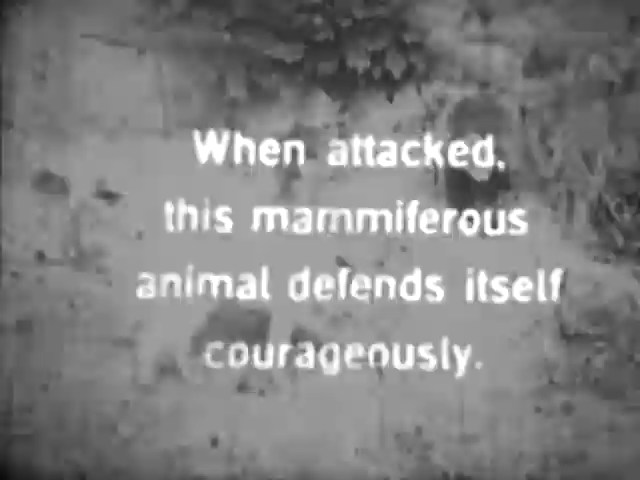 When attacked,
this mammiferous
animal defends itself
courageously.